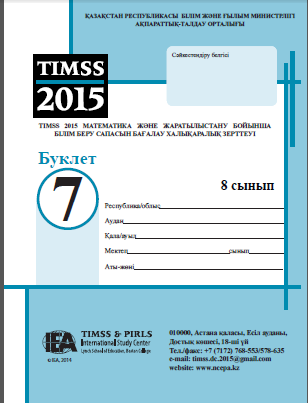 ҚАЗАҚСТАН РЕСПУБЛИКАСЫ БІЛІМ ЖӘНЕ ҒЫЛЫМ МИНИСТРЛІГІ
АҚПАРАТТЫҚ-ТАЛДАУ ОРТАЛЫҒЫ
Сәйкестендіру белгісі
TIMSS
2015
TIMSS 2015 МАТЕМАТИКА ЖӘНЕ ЖАРАТЫЛЫСТАНУ БОЙЫНША
БІЛІМ БЕРУ САПАСЫН БАҒАЛАУ ХАЛЫҚАРАЛЫҚ ЗЕРТТЕУІ
Буклет
7
8 сынып
Республика/облыс
Аудан
Қала/ауыл
Мектеп сынып
Аты-жөні
IEA
© IEA, 2014
TIMSS & PIRLS
International Study Center
Lynch School of Education, Boston College
010000, Астана қаласы, Есіл ауданы,
Достық көшесі, 18-ші үй
Тел./факс: +7 (7172) 768-553/578-635
e-mail: timss.dc.2015@gmail.com
website: www.ncepa.kz